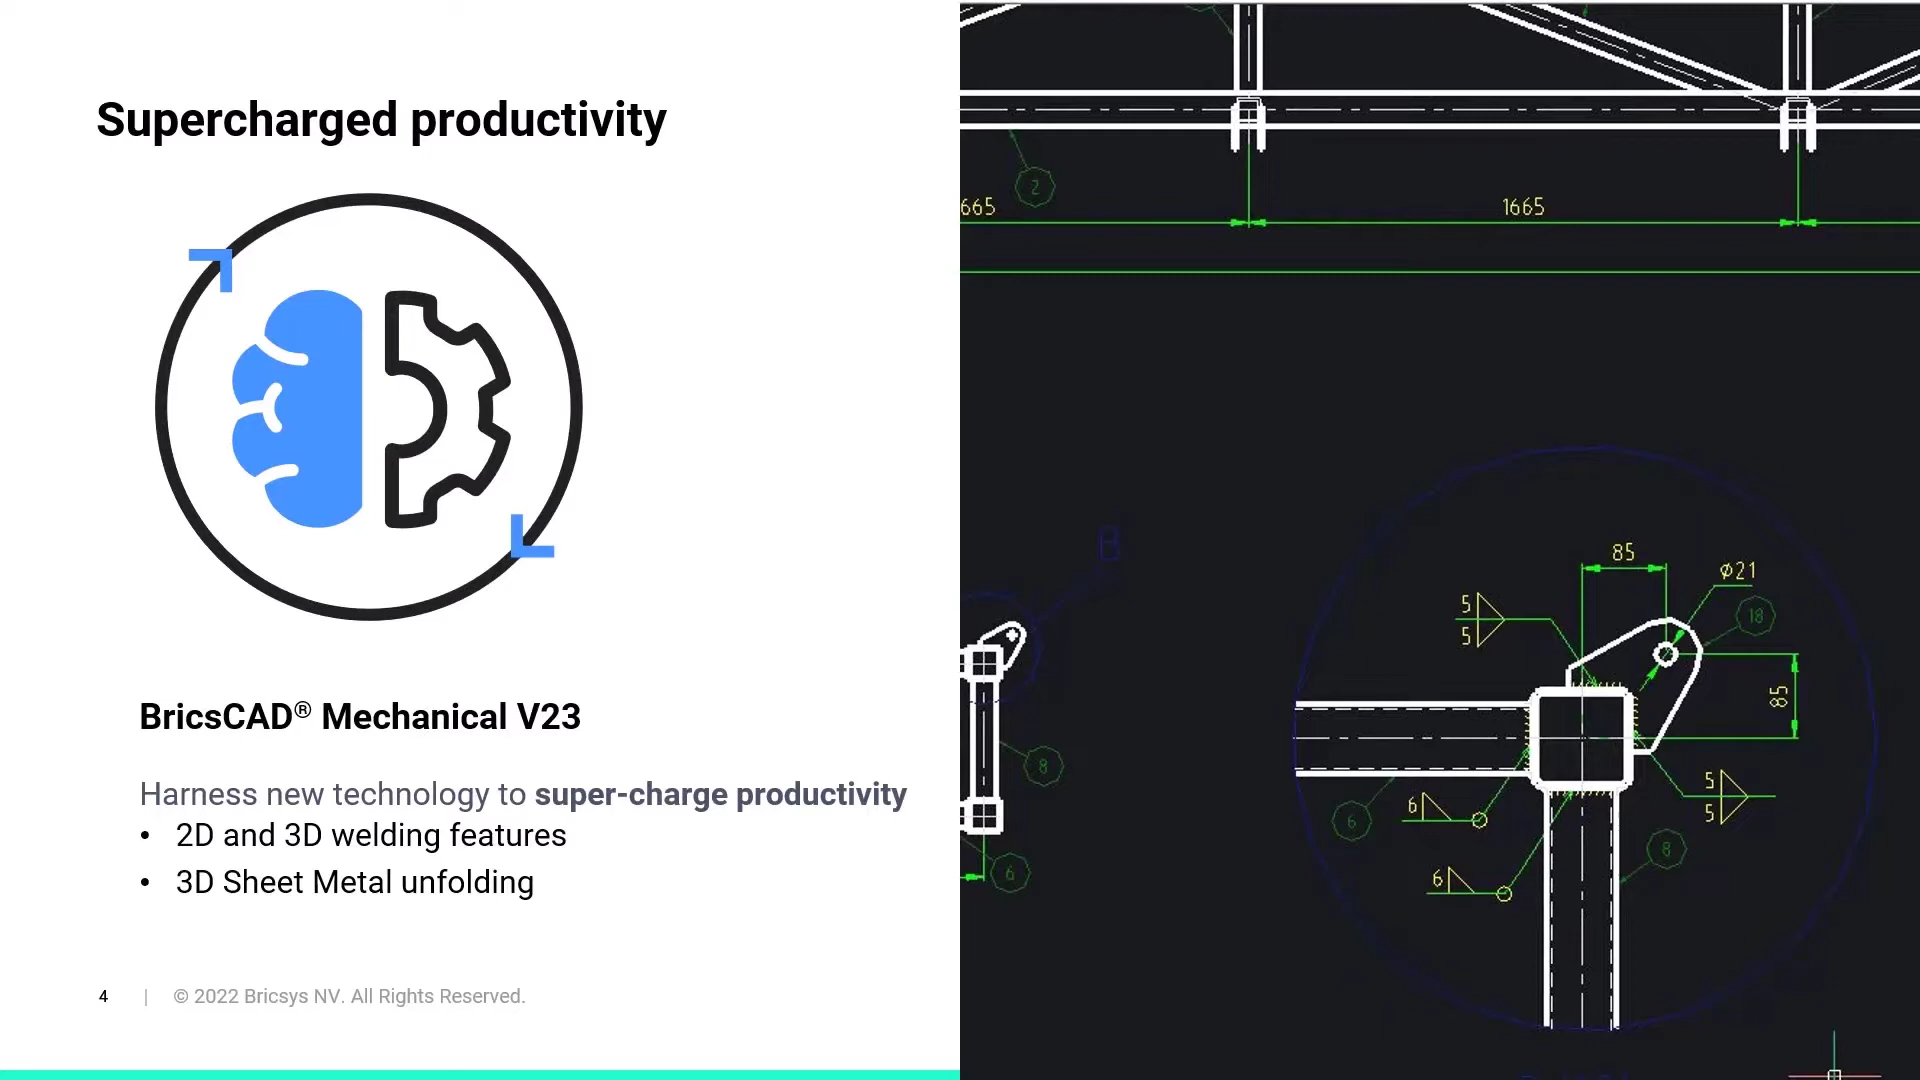 Supercharged productivity
BricsCAD® Mechanical V23
Harness new technology to super-charge productivity
• 2D and 3D welding features
• 3D Sheet Metal unfolding
4 | © 2022 Bricsys NV. All Rights Reserved.
2
665
1665
B
8
6
85
⌀21
18
5
5
85
5
5
6
6
8
6